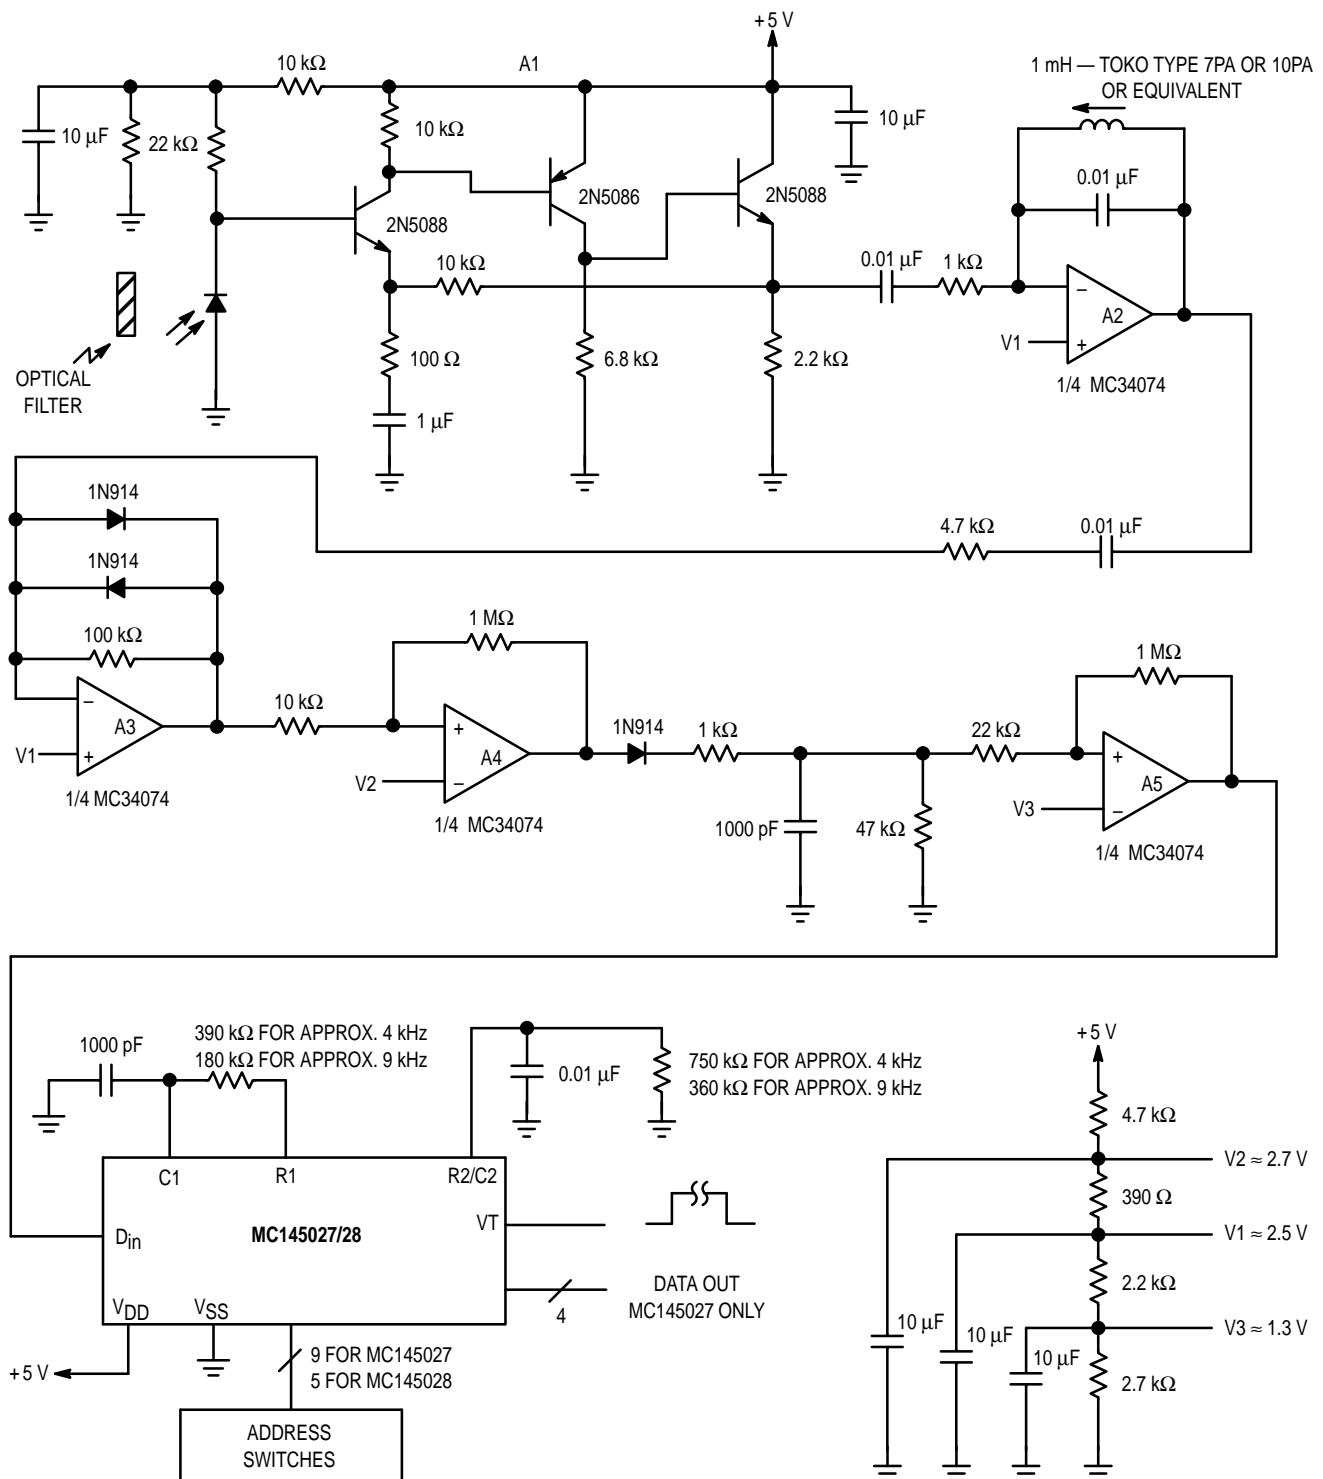 +5 V
10 kΩ
A1
1 mH — TOKO TYPE 7PA OR 10PA
OR EQUIVALENT
10 μF
22 kΩ
10 kΩ
10 μF
0.01 μF
2N5088
2N5086
2N5088
10 kΩ
0.01 μF
1 kΩ
–
A2
V1
+
1/4 MC34074
OPTICAL
FILTER
100 Ω
6.8 kΩ
2.2 kΩ
1 μF
1N914
4.7 kΩ
0.01 μF
1N914
100 kΩ
1 MΩ
1 MΩ
–
A3
V1
+
1/4 MC34074
10 kΩ
+
A4
V2
–
1/4 MC34074
1N914
1 kΩ
1000 pF
47 kΩ
22 kΩ
+
A5
V3
–
1/4 MC34074
1000 pF
390 kΩ FOR APPROX. 4 kHz
180 kΩ FOR APPROX. 9 kHz
0.01 μF
750 kΩ FOR APPROX. 4 kHz
360 kΩ FOR APPROX. 9 kHz
C1
R1
R2/C2
MC145027/28
Din
VT
VDD
VSS
4
DATA OUT
MC145027 ONLY
+5 V
9 FOR MC145027
5 FOR MC145028
ADDRESS
SWITCHES
+5 V
4.7 kΩ
V2 ≈ 2.7 V
390 Ω
V1 ≈ 2.5 V
2.2 kΩ
V3 ≈ 1.3 V
10 μF
10 μF
10 μF
2.7 kΩ